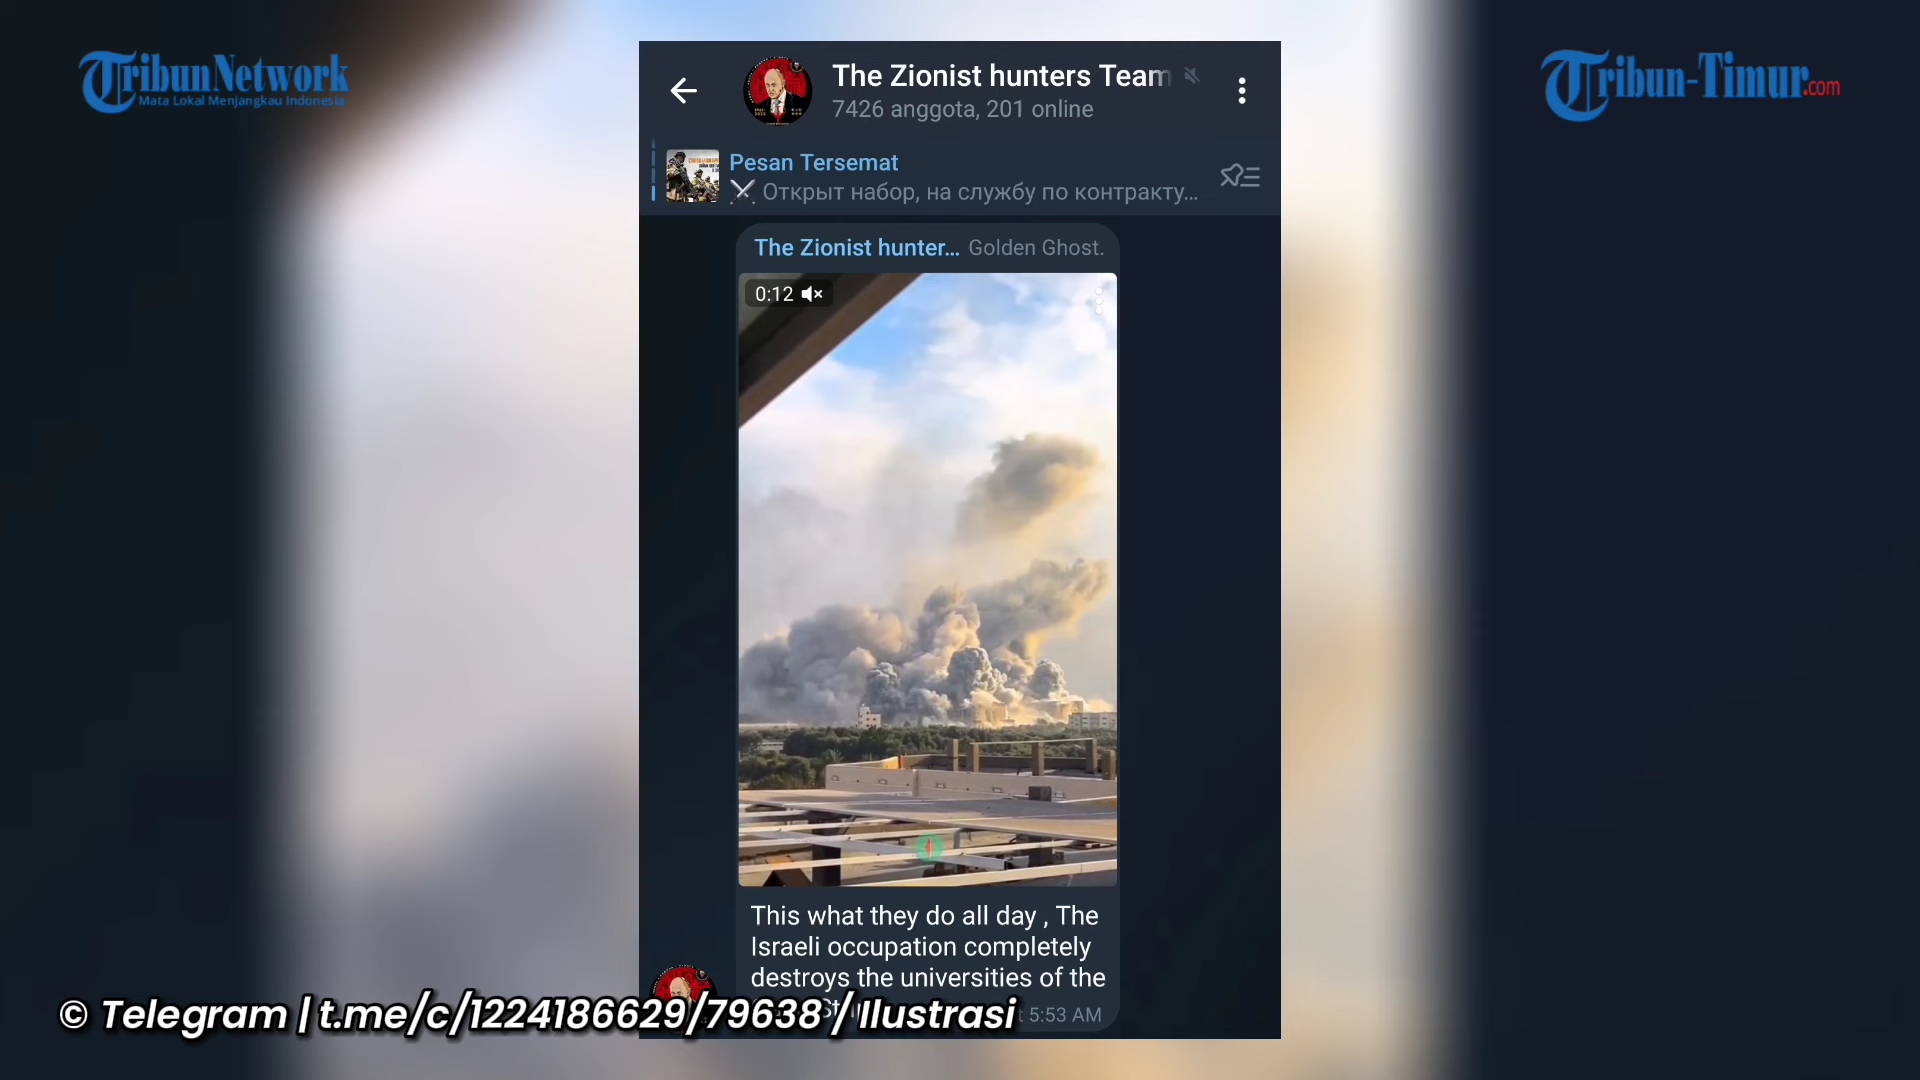 TribunNetwork
Mata Lokal Menjangkau Indonesia
Tribun-Timur.com
The Zionist hunters Team
7426 anggota, 201 online
Pesan Tersemat
Открыт набор, на службу по контракту...
The Zionist hunter... Golden Ghost.
0:12
This what they do all day , The
Israeli occupation completely
destroys the universities of the
5:53 AM
© Telegram | t.me/c/1224186629/79638 / Ilustrasi